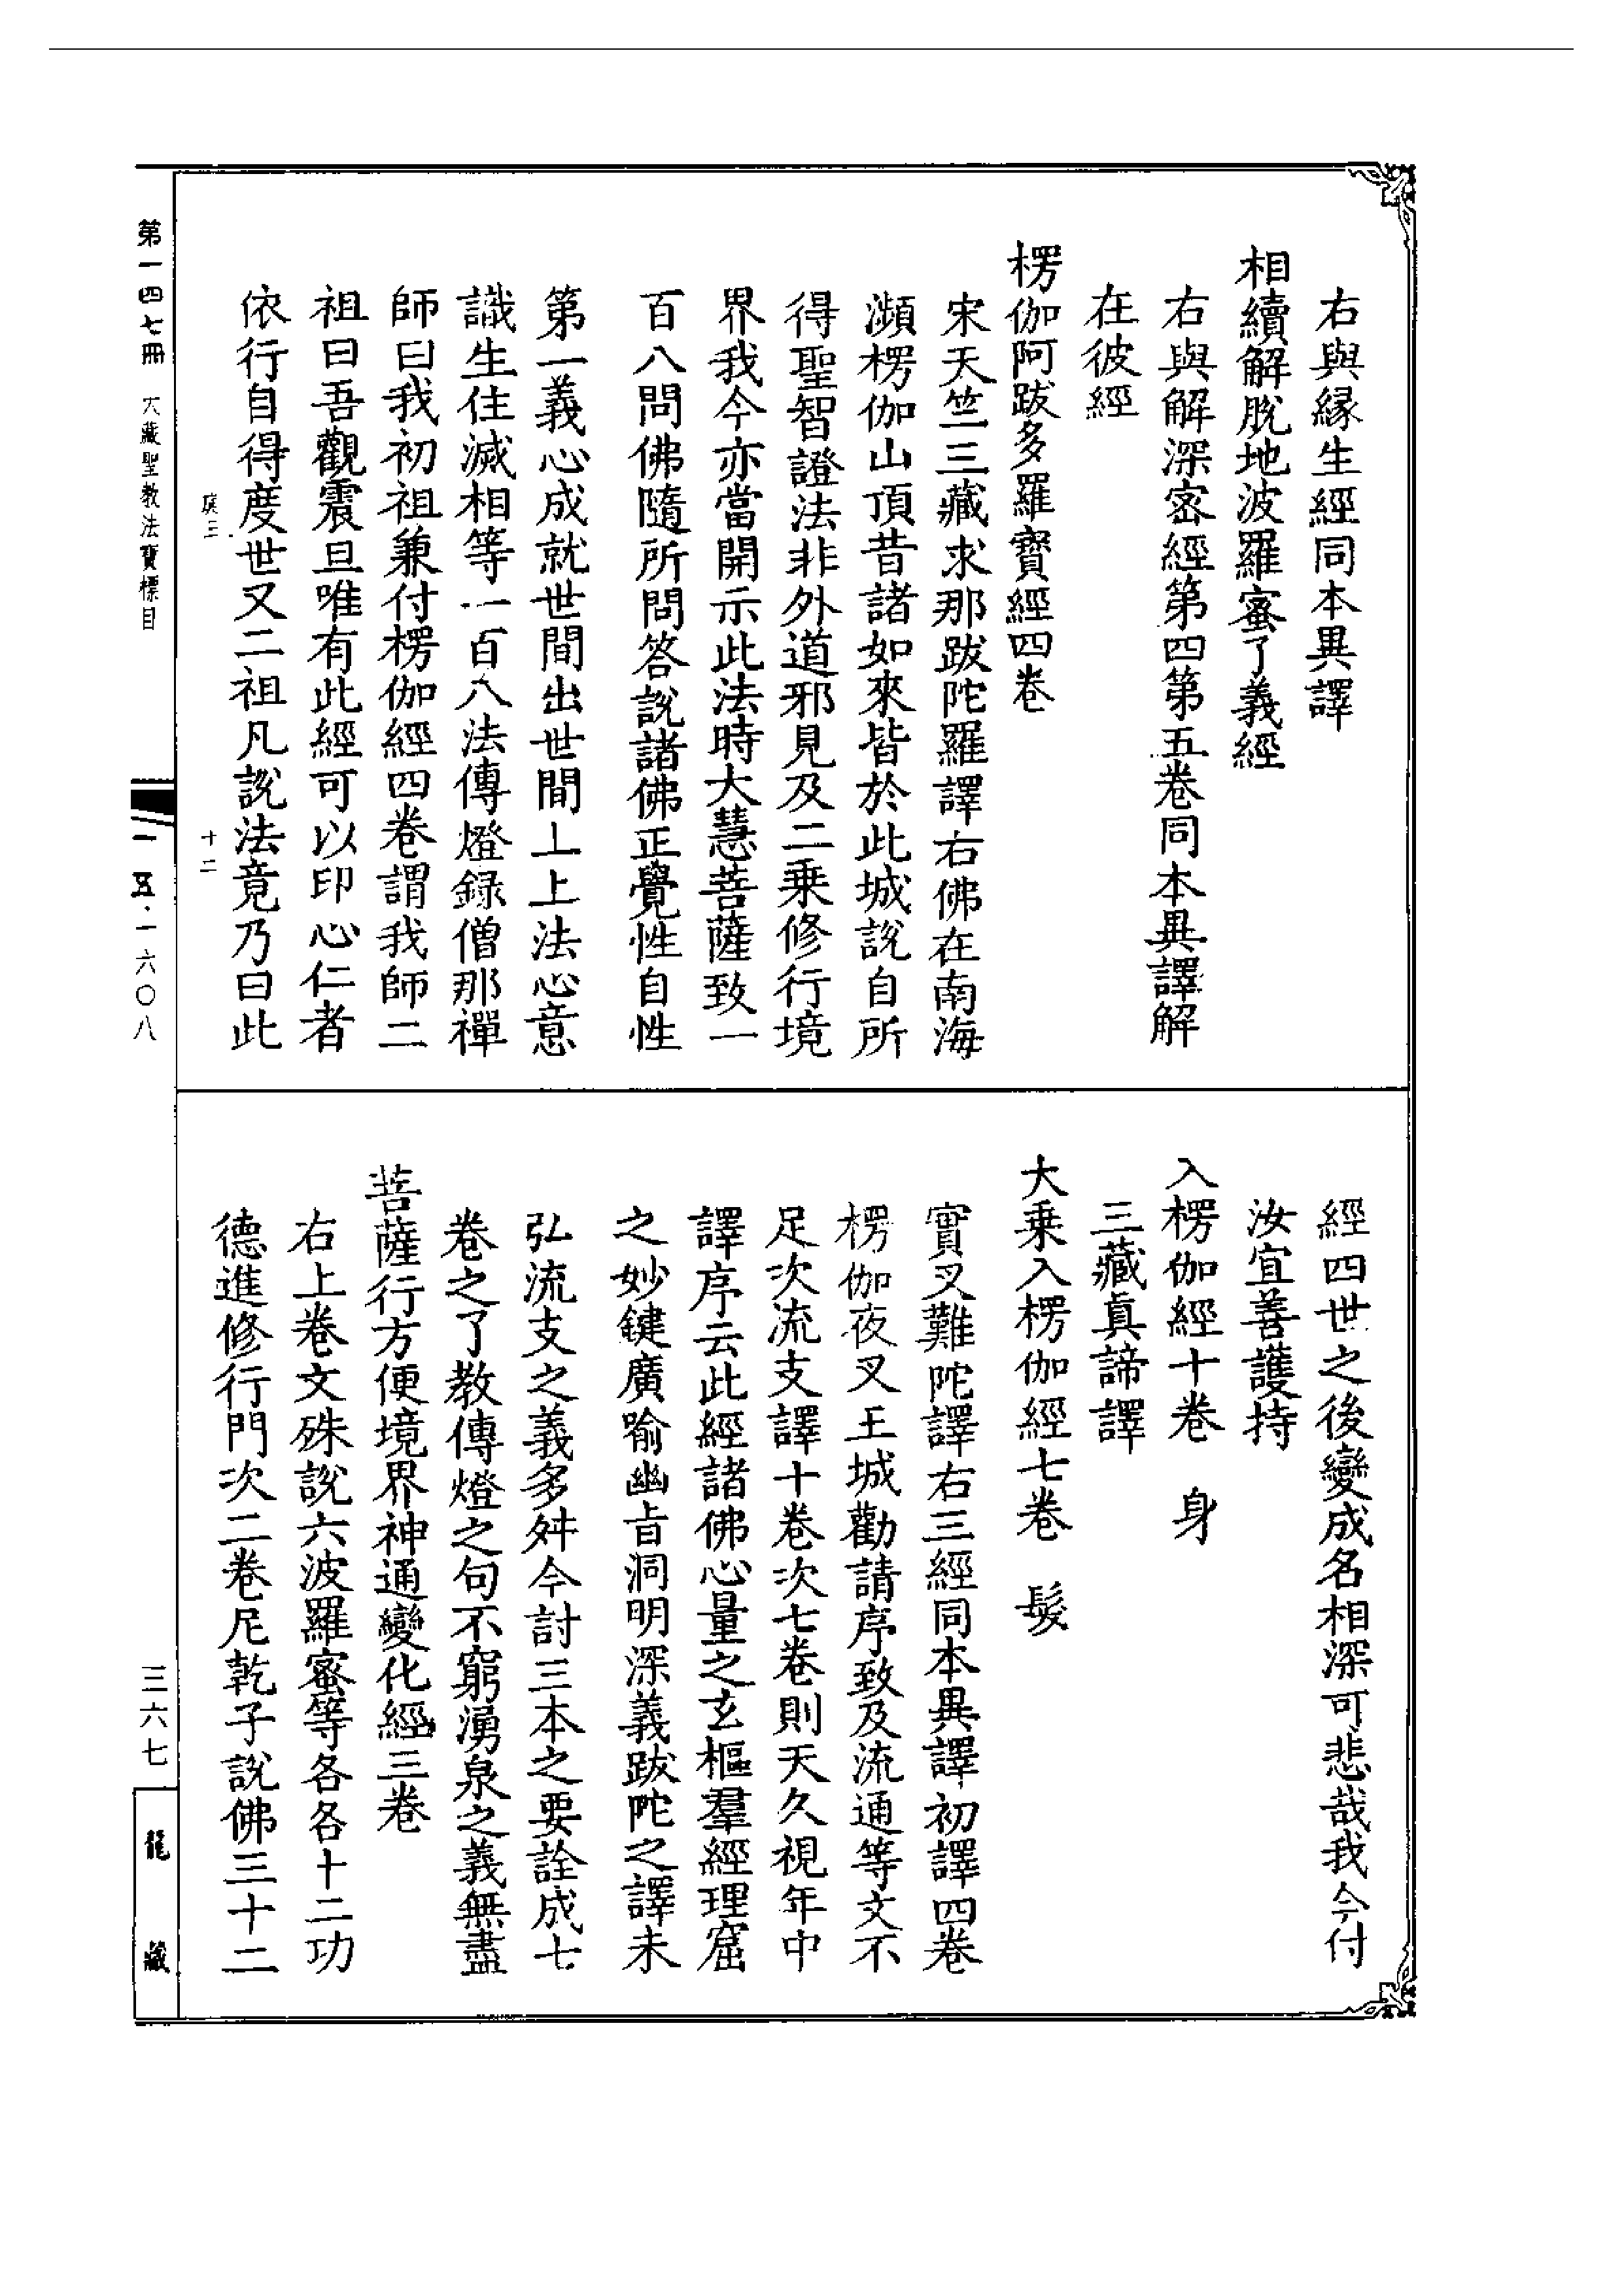 右與緣生經同本異譯
相續解脫地波羅蜜了義經
右與解深密經第四第五卷同本異譯解
在彼經
楞伽阿跋多羅寶經四卷
宋天竺三藏求那跋陀羅譯右佛在南海
濱楞伽山頂昔諸如來皆於此城說自所
得聖智證法非外道邪見及二乘修行境
界我今亦當開示此法時大慧菩薩致一
百八問佛隨所問答說諸佛正覺性自性
第一義心成就世間出世間上上法心意
識生住滅相等一百八法傳燈録僧那禪
師曰我初祖兼付楞伽經四卷謂我師二
祖曰吾觀震旦唯有此經可以印心仁者
依行自得度世又二祖凡說法竟乃曰此
經四世之後變成名相深可悲哉我今付
汝宜善護持
入楞伽經十卷 身
三藏真諦譯
大乘入楞伽經七卷 髮
實叉難陀譯右三經同本異譯初譯四卷
楞伽夜叉王城勸請序致及流通等文不
足次流支譯十卷次七卷則天久視年中
譯序云此經諸佛心量之玄樞羣經理窟
之妙鍵廣喻幽旨洞明深義跋陀之譯未
弘流支之義多舛今討三本之要詮成七
卷之了教傳燈之句不窮湧泉之義無盡
菩薩行方便境界神通變化經三卷
右上卷文殊說六波羅蜜等各各十二功
德進修行門次二卷尼乾子說佛三十二
第一四七冊 大藏聖教法寶標目
十二
一五·一六〇八
三六七
龍藏